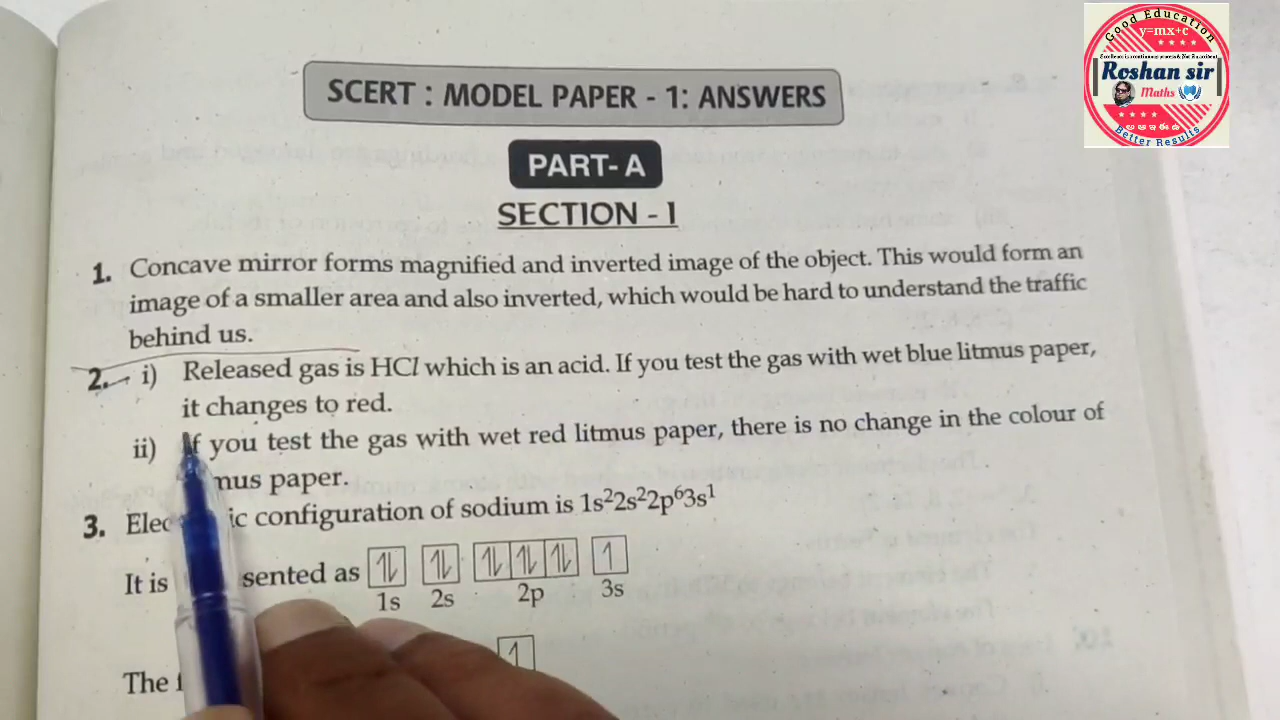 Good Education
y=mx+c
Roshan sir
Maths
Better Results
SCERT : MODEL PAPER - 1: ANSWERS
PART- A
SECTION - I
1. Concave mirror forms magnified and inverted image of the object. This would form an
image of a smaller area and also inverted, which would be hard to understand the traffic
behind us.
2. i) Released gas is HCl which is an acid. If you test the gas with wet blue litmus paper,
it changes to red.
ii) If you test the gas with wet red litmus paper, there is no change in the colour of
mus paper.
3. Elec ic configuration of sodium is 1s²2s²2p⁶3s¹
It is sented as ⥮ ⥮ ⥮ ⥮ ⥮ ↿
1s 2s 2p 3s
↿
The